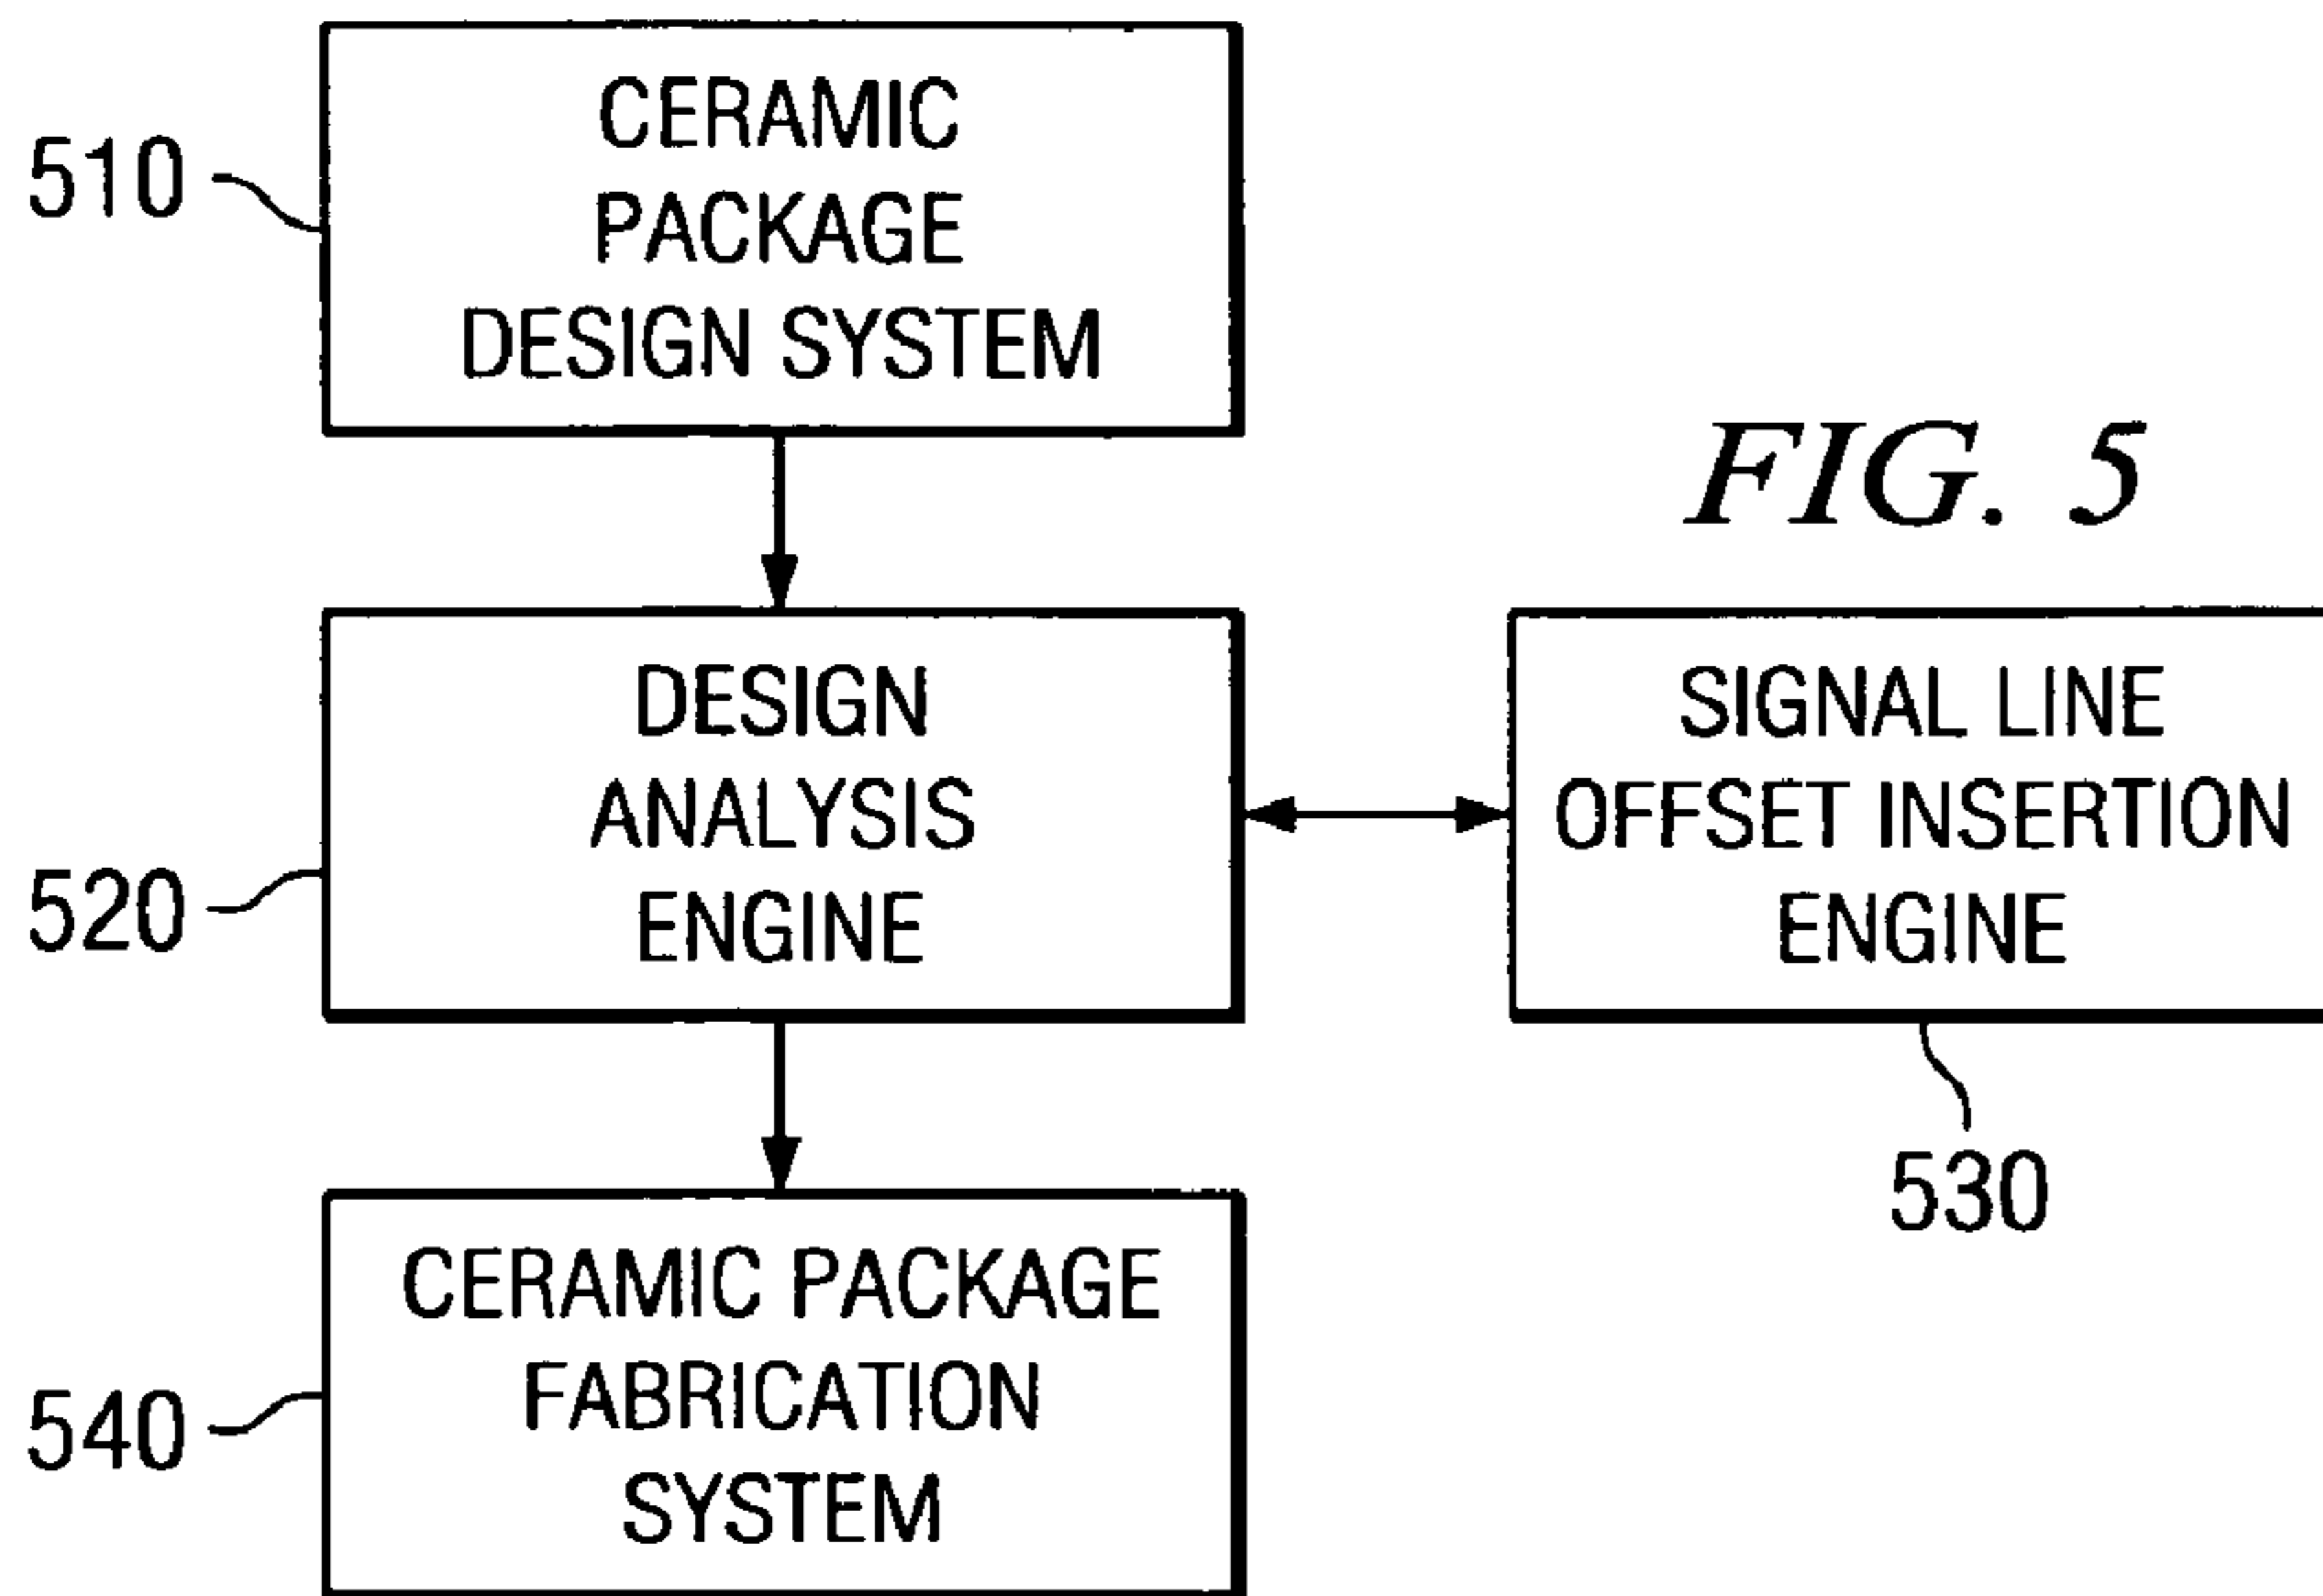 510
CERAMIC
PACKAGE
DESIGN SYSTEM
FIG. 5
520
DESIGN
ANALYSIS
ENGINE
SIGNAL LINE
OFFSET INSERTION
ENGINE
530
540
CERAMIC PACKAGE
FABRICATION
SYSTEM